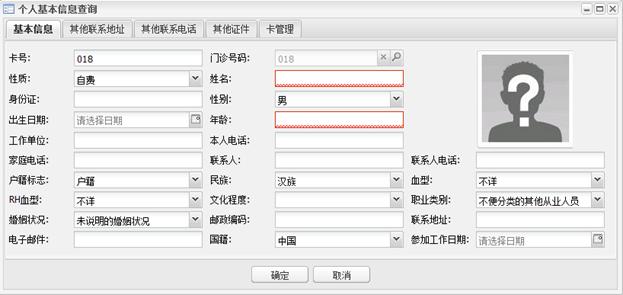 个人基本信息查询
基本信息 其他联系地址 其他联系电话 其他证件 卡管理
卡号: 018 门诊号码: 018
性质: 自费 姓名:
身份证: 性别: 男
出生日期: 请选择日期 年龄:
工作单位: 本人电话:
家庭电话: 联系人: 联系人电话:
户籍标志: 户籍 民族: 汉族 血型: 不详
RH血型: 不详 文化程度: 职业类别: 不便分类的其他从业人员
婚姻状况: 未说明的婚姻状况 邮政编码: 联系地址:
电子邮件: 国籍: 中国 参加工作日期: 请选择日期
确定 取消